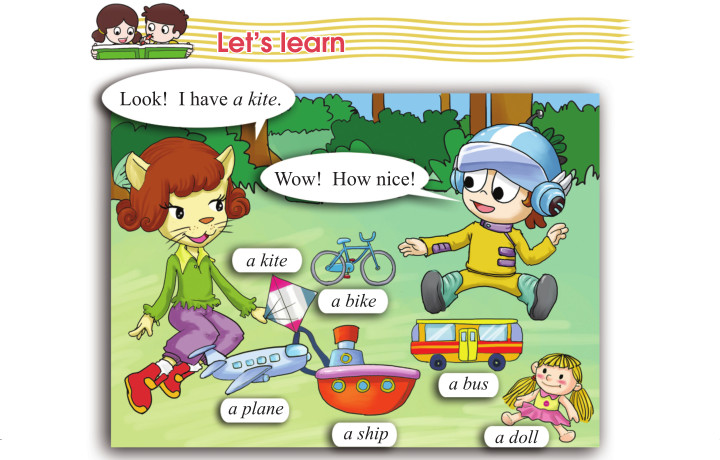 Let's learn
Look! I have a kite.
Wow! How nice!
a kite
a bike
a bus
a plane
a ship
a doll